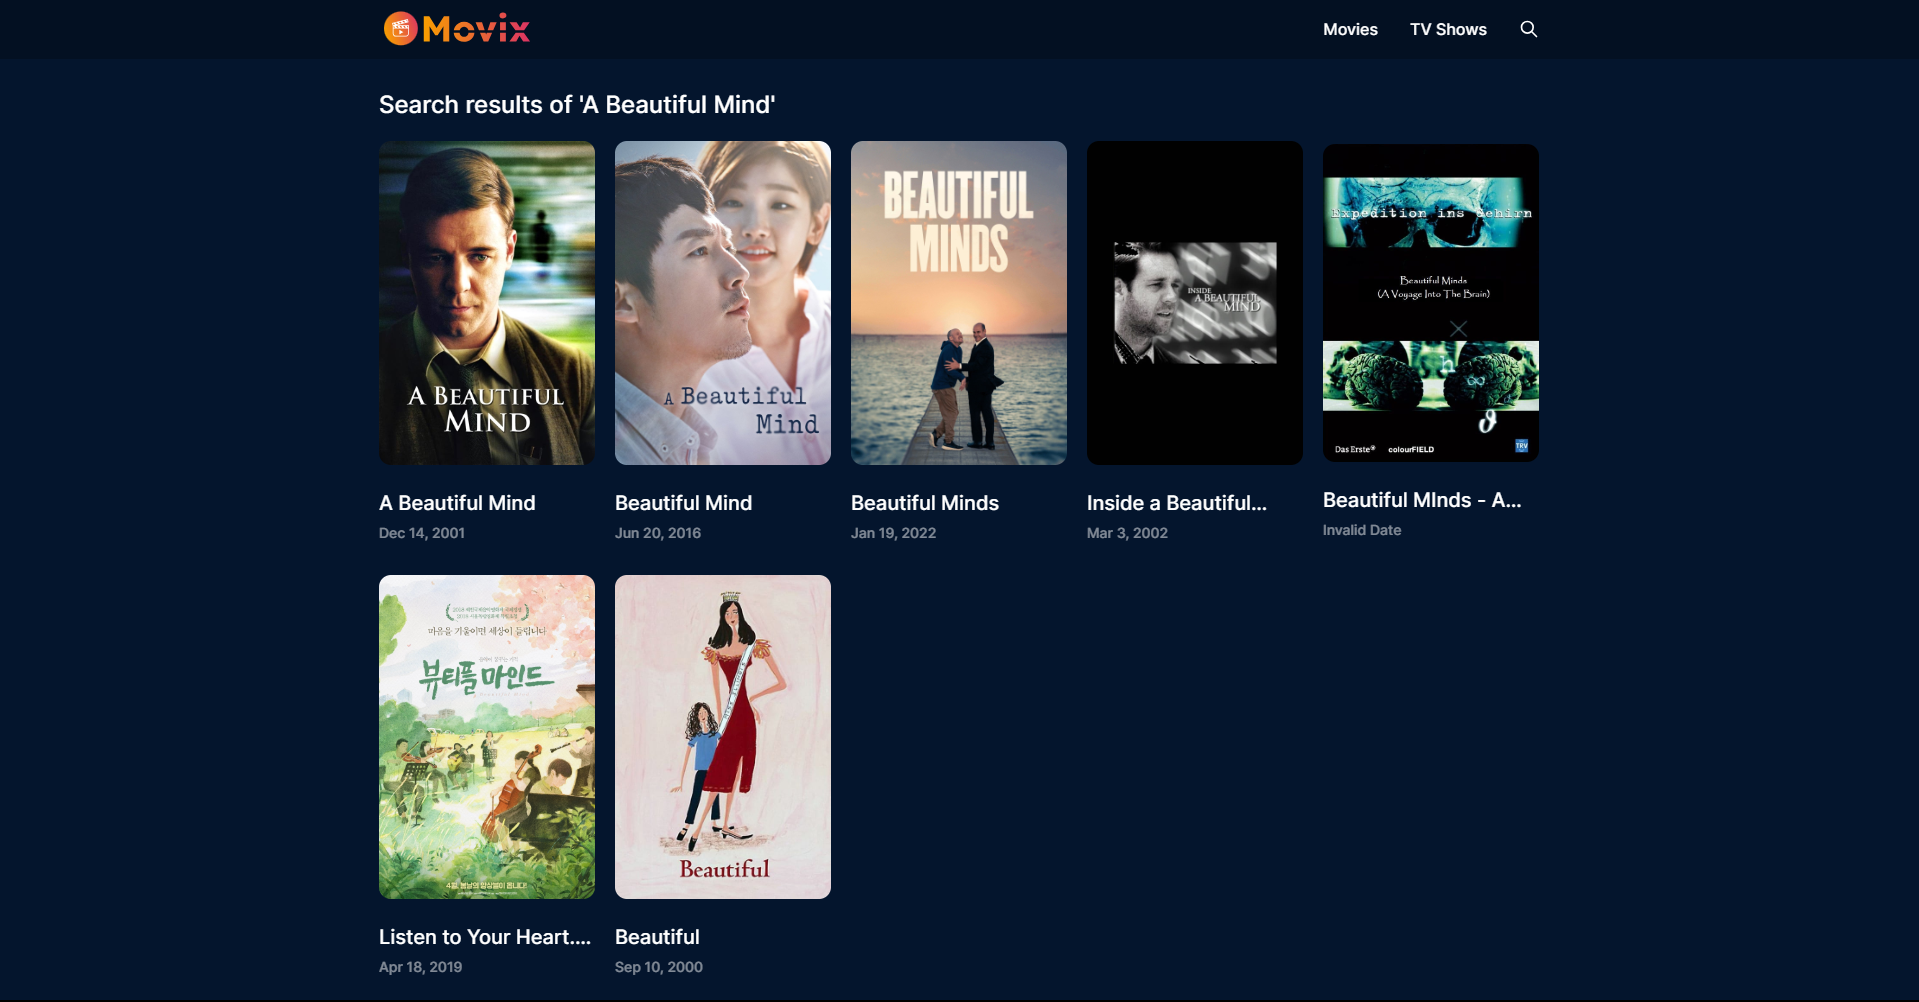 Movix
Movies
TV Shows
Search results of 'A Beautiful Mind'
A BEAUTIFUL
MIND
A Beautiful
Mind
BEAUTIFUL
MINDS
INSIDE
A BEAUTIFUL
MIND
Expedition ins Gehirn
Beautiful Minds
(A Voyage Into The Brain)
h
∞
ϑ
Das Erste
colourFIELD
TRW
A Beautiful Mind
Dec 14, 2001
Beautiful Mind
Jun 20, 2016
Beautiful Minds
Jan 19, 2022
Inside a Beautiful...
Mar 3, 2002
Beautiful MInds - A...
Invalid Date
마음을 기울이면 세상이 들립니다
뷰티플 마인드
Beautiful
Listen to Your Heart....
Apr 18, 2019
Beautiful
Sep 10, 2000